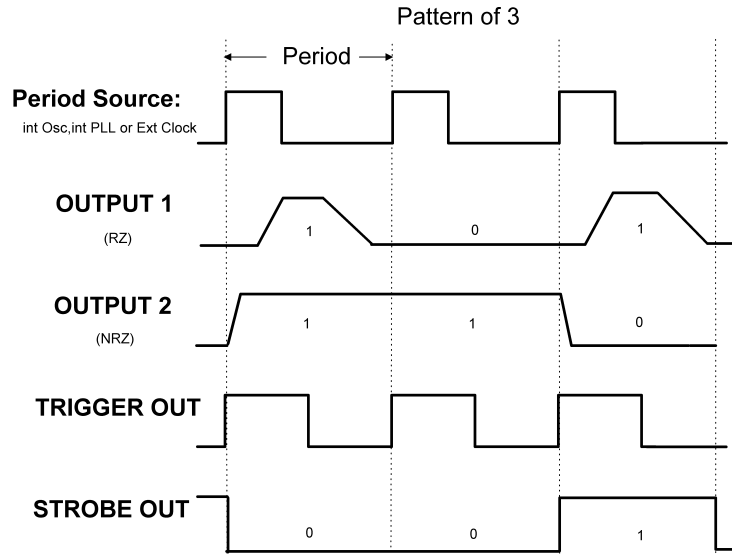 Pattern of 3
Period
Period Source:
int Osc,int PLL or Ext Clock
OUTPUT 1
(RZ)
1
0
1
OUTPUT 2
(NRZ)
1
1
0
TRIGGER OUT
STROBE OUT
0
0
1